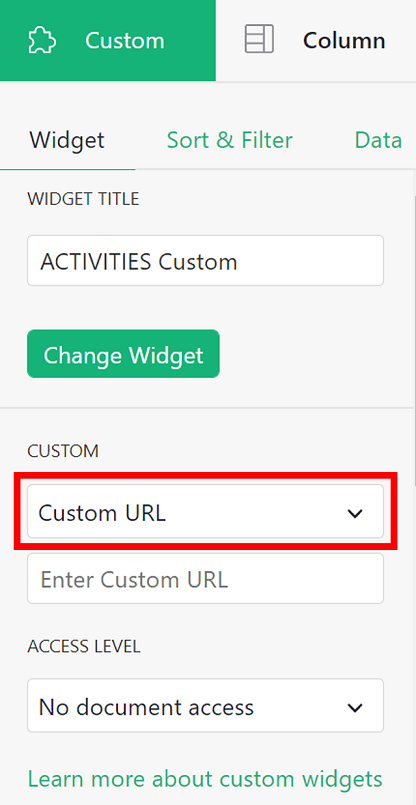 Custom
Column
Widget
Sort & Filter
Data
WIDGET TITLE
ACTIVITIES Custom
Change Widget
CUSTOM
Custom URL
Enter Custom URL
ACCESS LEVEL
No document access
Learn more about custom widgets